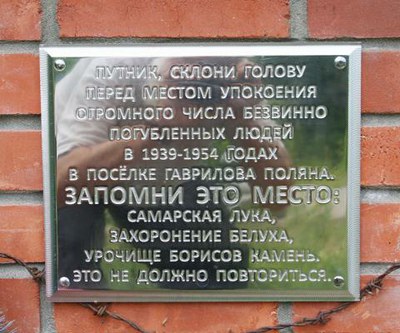 ПУТНИК, СКЛОНИ ГОЛОВУ
ПЕРЕД МЕСТОМ УПОКОЕНИЯ
ОГРОМНОГО ЧИСЛА БЕЗВИННО
ПОГУБЛЕННЫХ ЛЮДЕЙ
В 1939-1954 ГОДАХ
В ПОСЁЛКЕ ГАВРИЛОВА ПОЛЯНА.
ЗАПОМНИ ЭТО МЕСТО:
САМАРСКАЯ ЛУКА,
ЗАХОРОНЕНИЕ БЕЛУХА,
УРОЧИЩЕ БОРИСОВ КАМЕНЬ.
ЭТО НЕ ДОЛЖНО ПОВТОРИТЬСЯ.